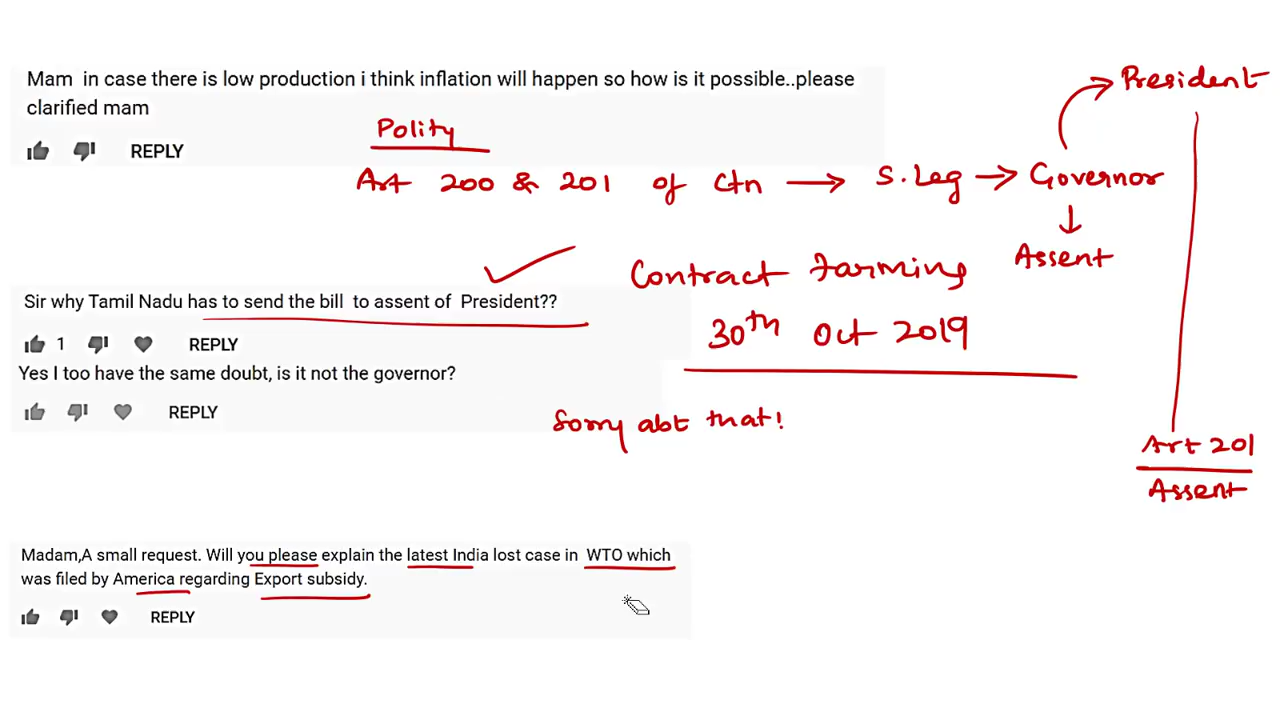 Mam in case there is low production i think inflation will happen so how is it possible..please
clarified mam
REPLY
President
Polity
Art 200 & 201 of Ctn → S.Leg → Governor
Assent
Contract Farming
30th Oct 2019
Sir why Tamil Nadu has to send the bill to assent of President??
1 REPLY
Yes I too have the same doubt, is it not the governor?
REPLY
Sorry abt that!
Art 201
Assent
Madam,A small request. Will you please explain the latest India lost case in WTO which
was filed by America regarding Export subsidy.
REPLY